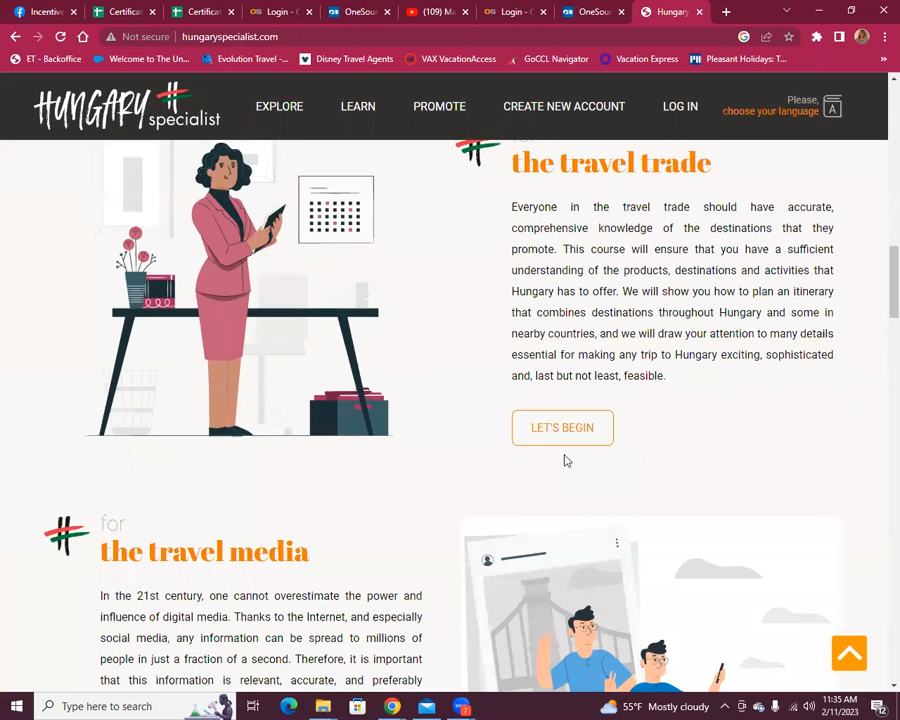 Incentive
Certificat
Certificat
Login - O
OneSour
(109) Ma
Login - O
OneSour
Hungary
Not secure
hungaryspecialist.com
ET - Backoffice
Welcome to The Un...
Evolution Travel -...
Disney Travel Agents
VAX VacationAccess
GoCCL Navigator
Vacation Express
Pleasant Holidays: T...
HUNGARY specialist
EXPLORE
LEARN
PROMOTE
CREATE NEW ACCOUNT
LOG IN
Please,
choose your language
A
the travel trade
Everyone in the travel trade should have accurate,
comprehensive knowledge of the destinations that they
promote. This course will ensure that you have a sufficient
understanding of the products, destinations and activities that
Hungary has to offer. We will show you how to plan an itinerary
that combines destinations throughout Hungary and some in
nearby countries, and we will draw your attention to many details
essential for making any trip to Hungary exciting, sophisticated
and, last but not least, feasible.
LET'S BEGIN
for
the travel media
In the 21st century, one cannot overestimate the power and
influence of digital media. Thanks to the Internet, and especially
social media, any information can be spread to millions of
people in just a fraction of a second. Therefore, it is important
that this information is relevant, accurate, and preferably
Type here to search
55°F Mostly cloudy
11:35 AM
2/11/2023
12